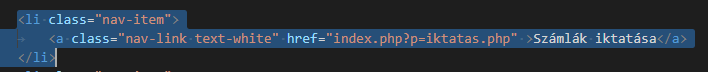 <li class="nav-item">
<a class="nav-link text-white" href="index.php?p=iktatas.php" >Számlák iktatása</a>
</li>